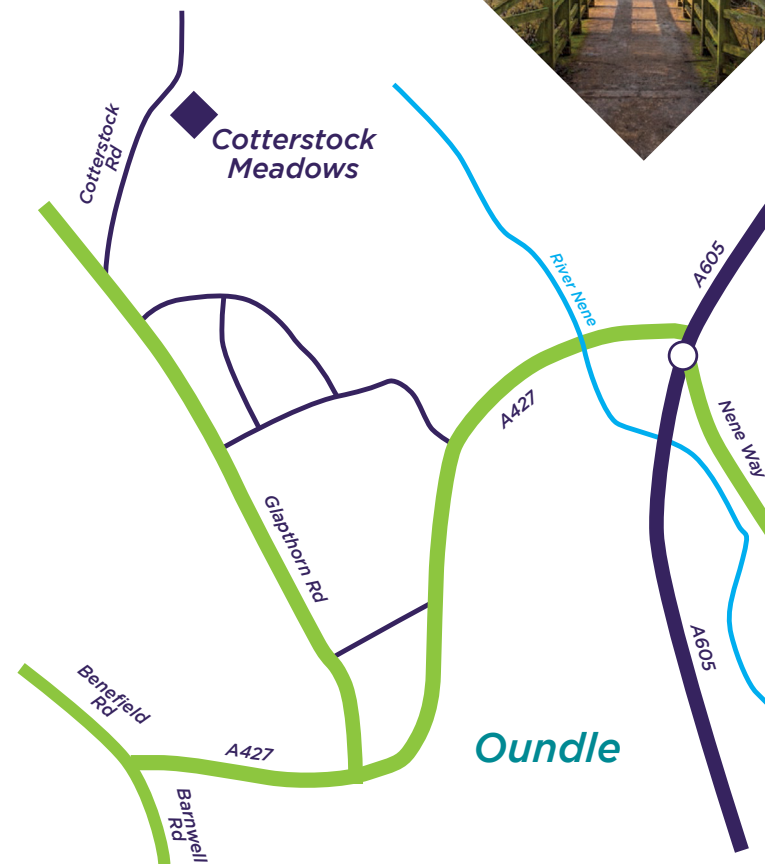 Cotterstock
Rd
Cotterstock
Meadows
River Nene
A605
A427
Nene Way
Glapthorn Rd
A605
Benefield
Rd
A427
Oundle
Barnwell
Rd